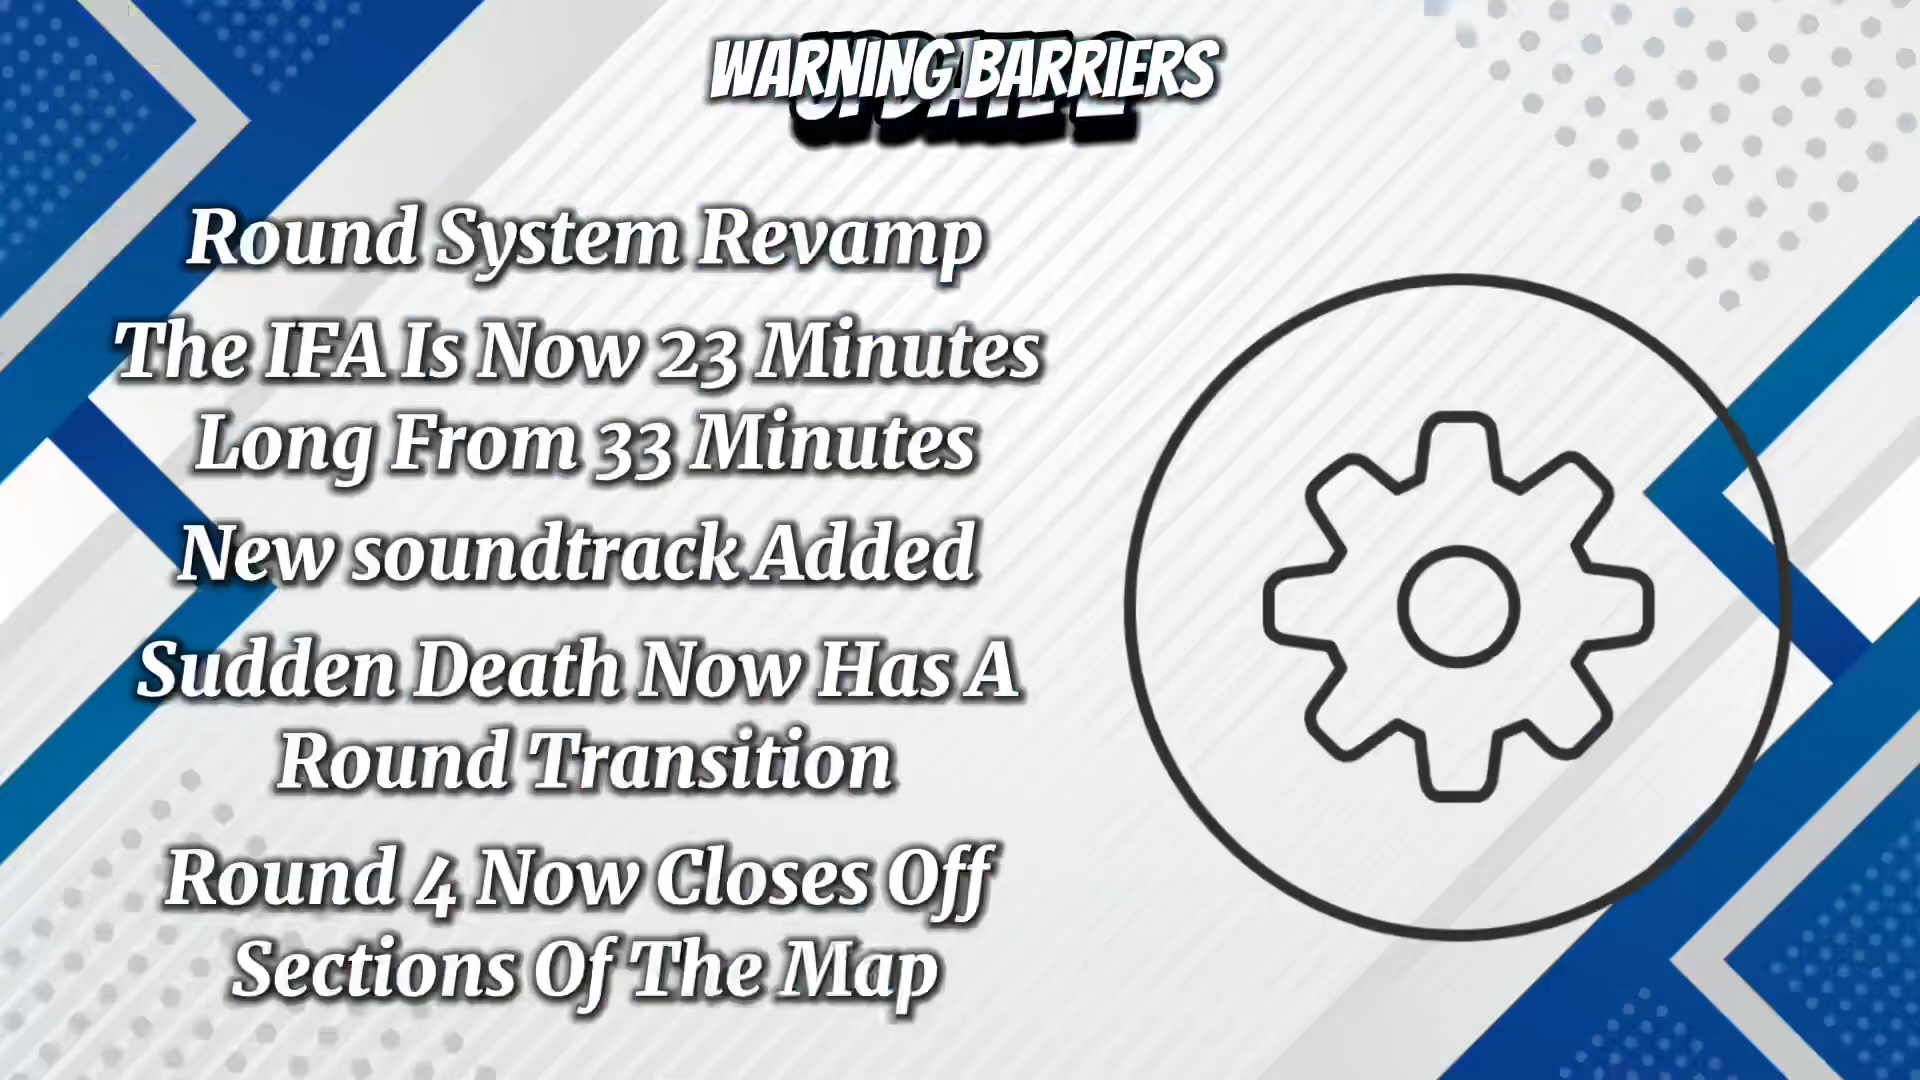 WARNING BARRIERS
Round System Revamp
The IFA Is Now 23 Minutes
Long From 33 Minutes
New soundtrack Added
Sudden Death Now Has A
Round Transition
Round 4 Now Closes Off
Sections Of The Map